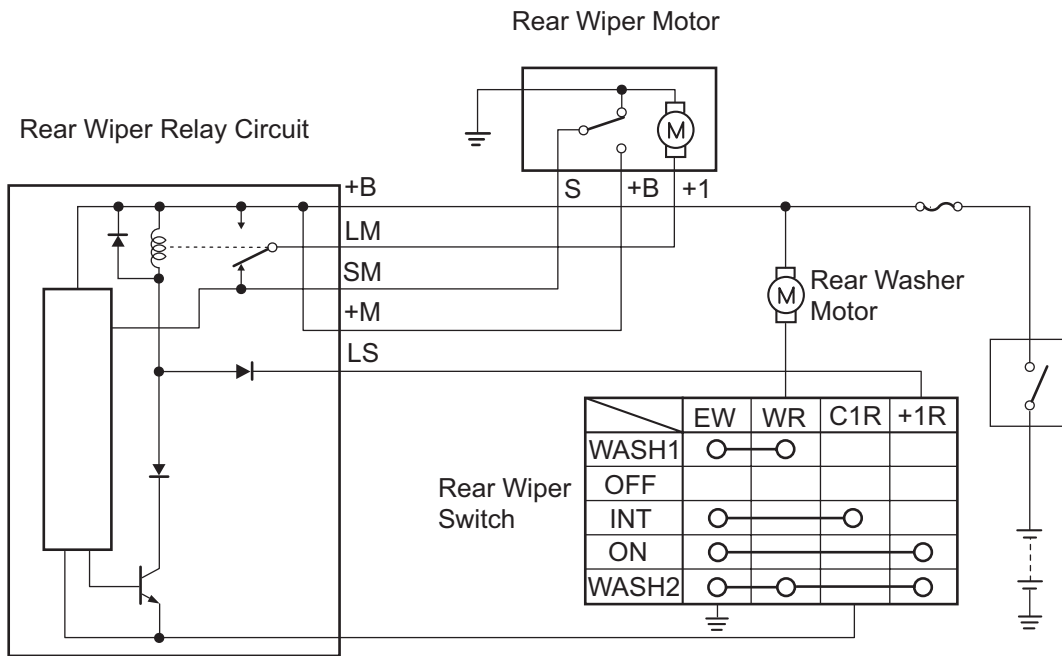 Rear Wiper Motor
M
Rear Wiper Relay Circuit
+B
S
+B
+1
LM
SM
+M
LS
M
Rear Washer
Motor
EW WR C1R +1R
WASH1
OFF
INT
ON
WASH2
Rear Wiper
Switch